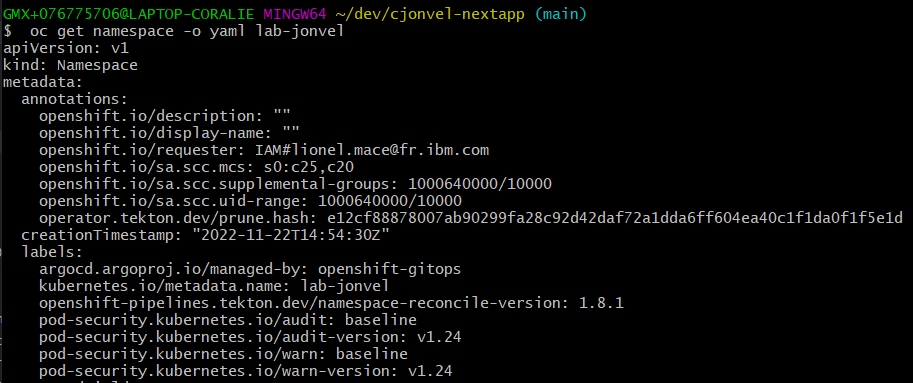 GMX+076775706@LAPTOP-CORALIE MINGW64 ~/dev/cjonvel-nextapp (main)
$  oc get namespace -o yaml lab-jonvel
apiVersion: v1
kind: Namespace
metadata:
  annotations:
    openshift.io/description: ""
    openshift.io/display-name: ""
    openshift.io/requester: IAM#lionel.mace@fr.ibm.com
    openshift.io/sa.scc.mcs: s0:c25,c20
    openshift.io/sa.scc.supplemental-groups: 1000640000/10000
    openshift.io/sa.scc.uid-range: 1000640000/10000
    operator.tekton.dev/prune.hash: e12cf88878007ab90299fa28c92d42daf72a1dda6ff604ea40c1f1da0f1f5e1d
  creationTimestamp: "2022-11-22T14:54:30Z"
  labels:
    argocd.argoproj.io/managed-by: openshift-gitops
    kubernetes.io/metadata.name: lab-jonvel
    openshift-pipelines.tekton.dev/namespace-reconcile-version: 1.8.1
    pod-security.kubernetes.io/audit: baseline
    pod-security.kubernetes.io/audit-version: v1.24
    pod-security.kubernetes.io/warn: baseline
    pod-security.kubernetes.io/warn-version: v1.24